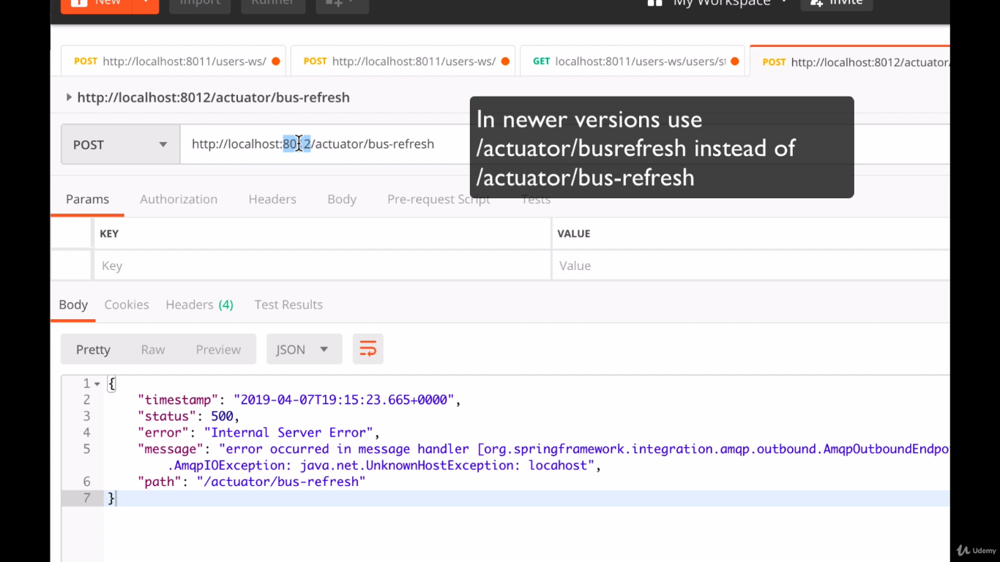 New
Import
Runner
My Workspace
Invite
POST http://localhost:8011/users-ws/
POST http://localhost:8011/users-ws/
GET localhost:8011/users-ws/users/st
POST http://localhost:8012/actuator/
http://localhost:8012/actuator/bus-refresh
POST
http://localhost:8012/actuator/bus-refresh
In newer versions use
/actuator/busrefresh instead of
/actuator/bus-refresh
Params Authorization Headers Body Pre-request Script Tests
KEY VALUE
Key Value
Body Cookies Headers (4) Test Results
Pretty Raw Preview JSON
1 {
2 "timestamp": "2019-04-07T19:15:23.665+0000",
3 "status": 500,
4 "error": "Internal Server Error",
5 "message": "error occurred in message handler [org.springframework.integration.amqp.outbound.AmqpOutboundEndpo
.AmqpIOException: java.net.UnknownHostException: locahost",
6 "path": "/actuator/bus-refresh"
7 }
Udemy